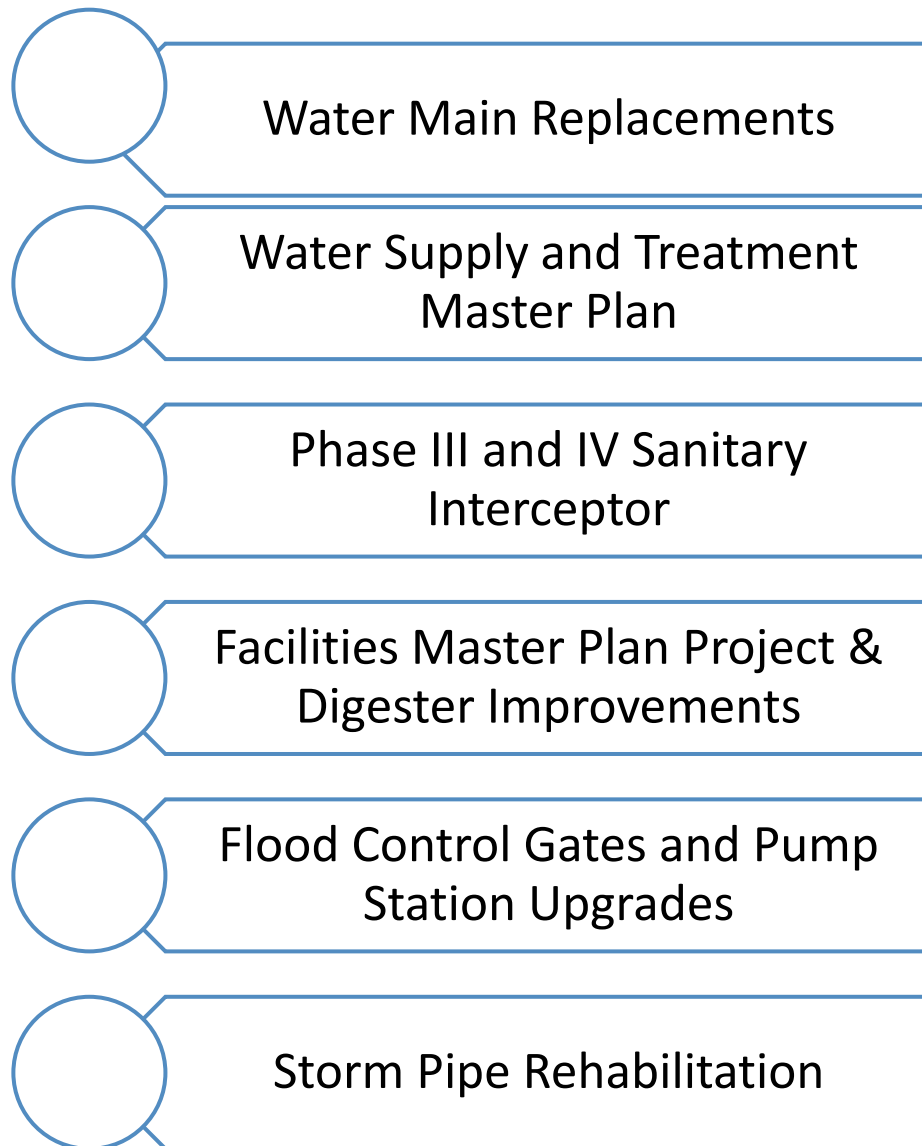 Water Main Replacements
Water Supply and Treatment
Master Plan
Phase III and IV Sanitary
Interceptor
Facilities Master Plan Project &
Digester Improvements
Flood Control Gates and Pump
Station Upgrades
Storm Pipe Rehabilitation